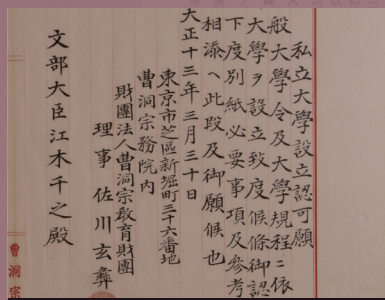 私立大學設立認可願
般大學令及大學規程ニ依
大學ヲ設立致度候條御認
下度別紙必要事項及參考
相添ヘ此段及御願候也
大正十三年三月三十日
東京市芝區新堀町三十六番地
曹洞宗務院内
財團法人曹洞宗教育財團
理事 佐川玄彝
文部大臣江木千之殿
曹洞宗